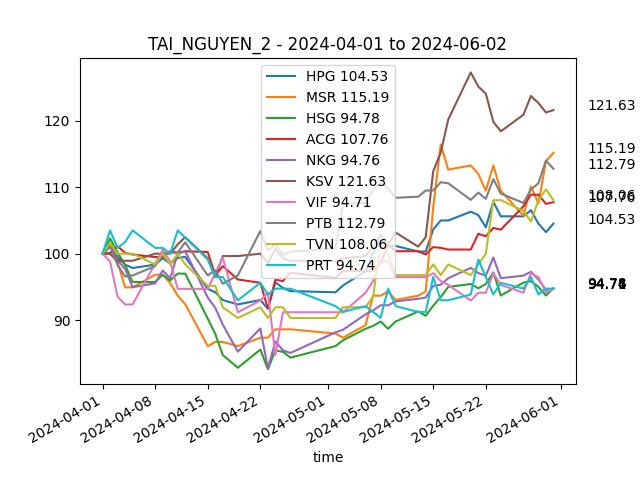 TAI_NGUYEN_2 - 2024-04-01 to 2024-06-02
HPG 104.53
MSR 115.19
HSG 94.78
ACG 107.76
NKG 94.76
KSV 121.63
VIF 94.71
PTB 112.79
TVN 108.06
PRT 94.74
120
110
100
90
121.63
115.19
112.79
108.06
107.76
104.53
2024-04-01
2024-04-08
2024-04-15
2024-04-22
2024-05-01
2024-05-08
2024-05-15
2024-05-22
2024-06-01
time